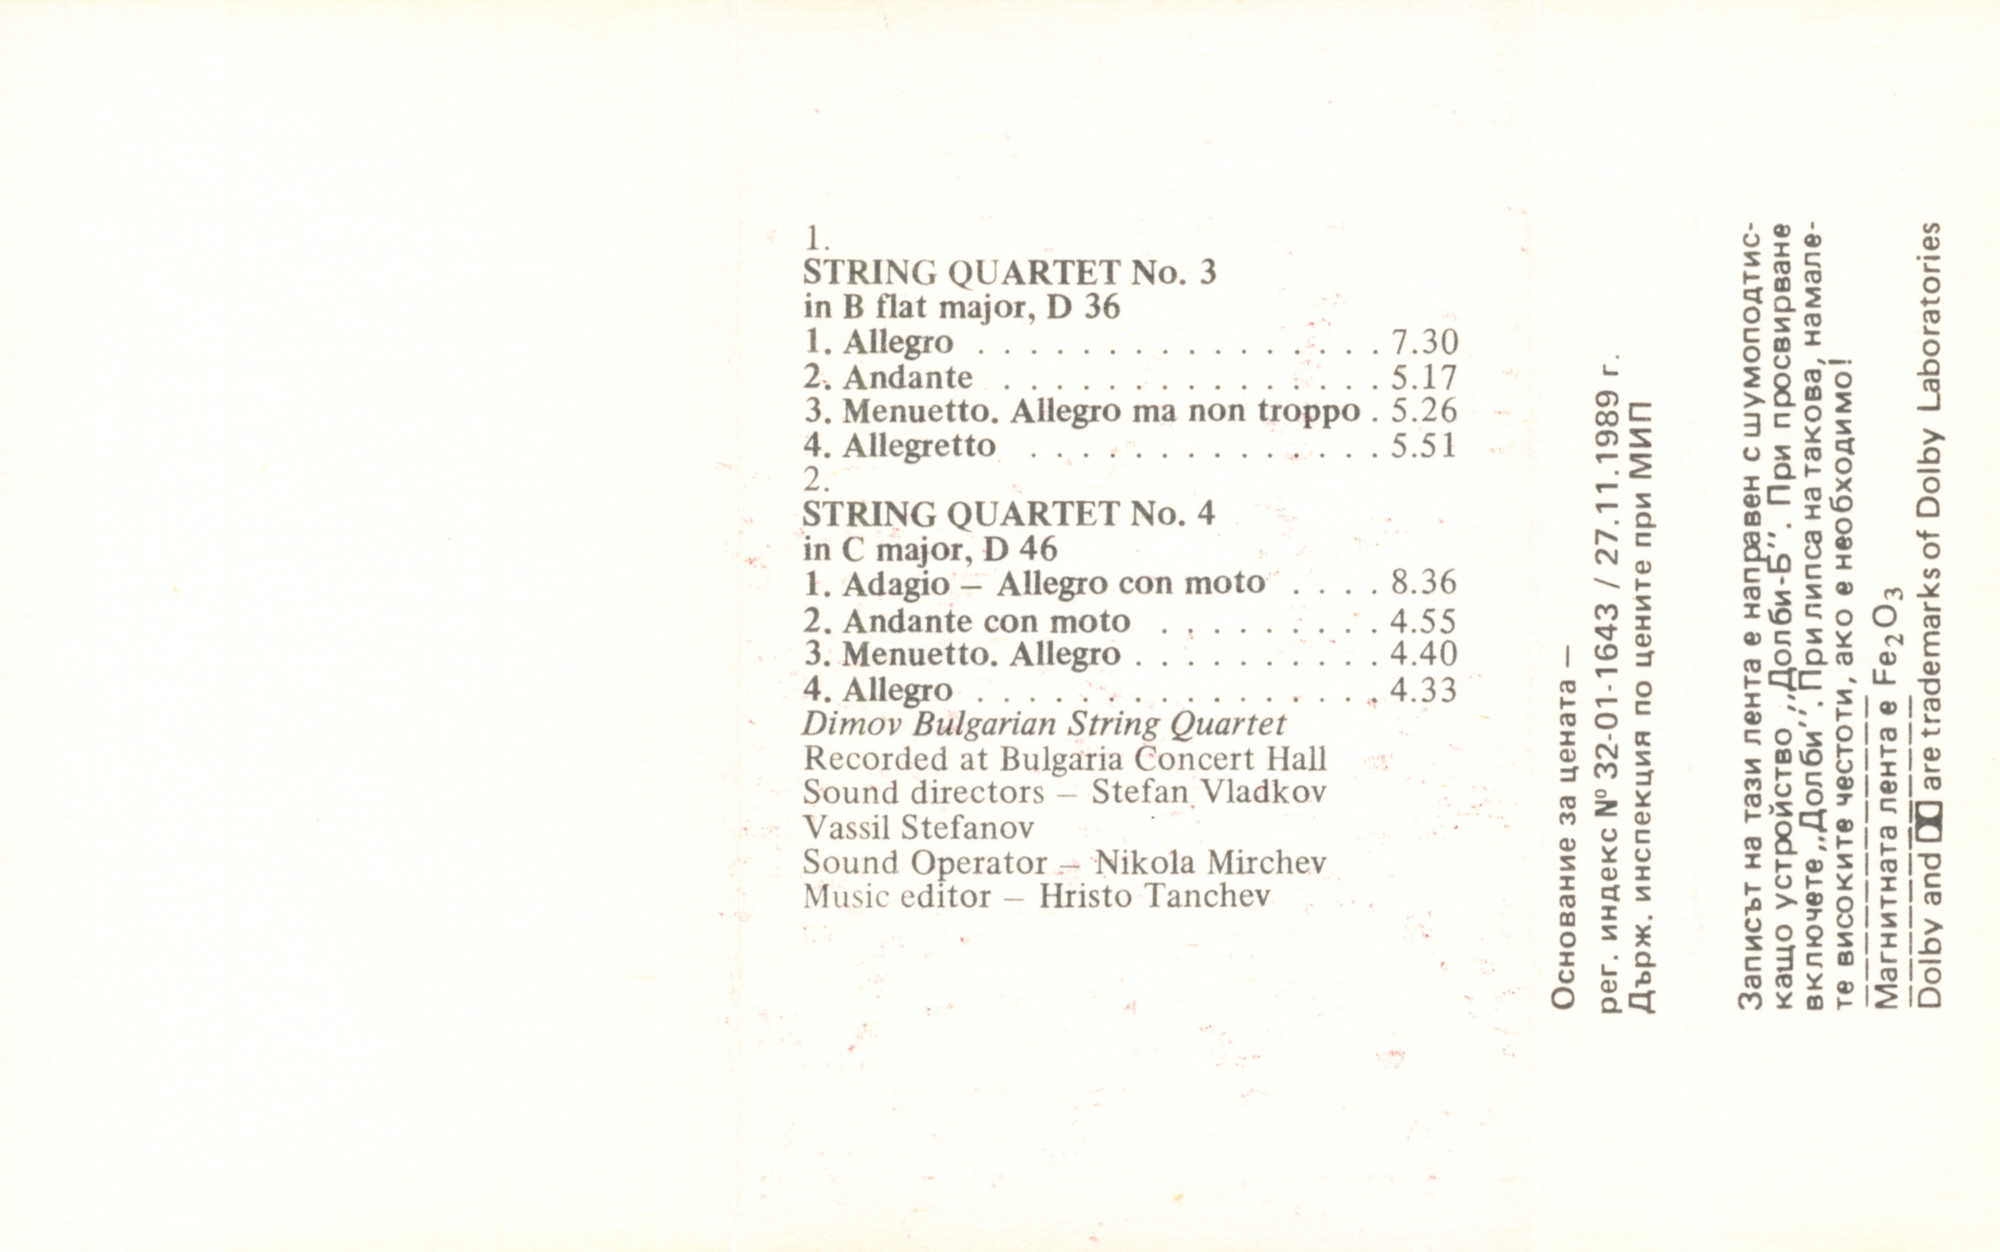 1.
STRING QUARTET No. 3
in B flat major, D 36
1. Allegro . . . . . . . . . . . . . . . . 7.30
2. Andante . . . . . . . . . . . . . . . 5.17
3. Menuetto. Allegro ma non troppo . 5.26
4. Allegretto . . . . . . . . . . . . . . 5.51
2.
STRING QUARTET No. 4
in C major, D 46
1. Adagio — Allegro con moto . . . . 8.36
2. Andante con moto . . . . . . . . . 4.55
3. Menuetto. Allegro . . . . . . . . . . 4.40
4. Allegro . . . . . . . . . . . . . . . . 4.33
Dimov Bulgarian String Quartet
Recorded at Bulgaria Concert Hall
Sound directors — Stefan Vladkov
Vassil Stefanov
Sound Operator — Nikola Mirchev
Music editor — Hristo Tanchev
Основание за цената —
рег. индекс № 32-01-1643 / 27.11.1989 г.
Държ. инспекция по цените при МИП
Записът на тази лента е направен с шумоподтис-
кащо устройство „Долби-Б’’. При просвирване
включете „Долби’’. При липса на такова, намале-
те високите честоти, ако е необходимо!
Магнитната лента е Fe₂O₃
Dolby and are trademarks of Dolby Laboratories